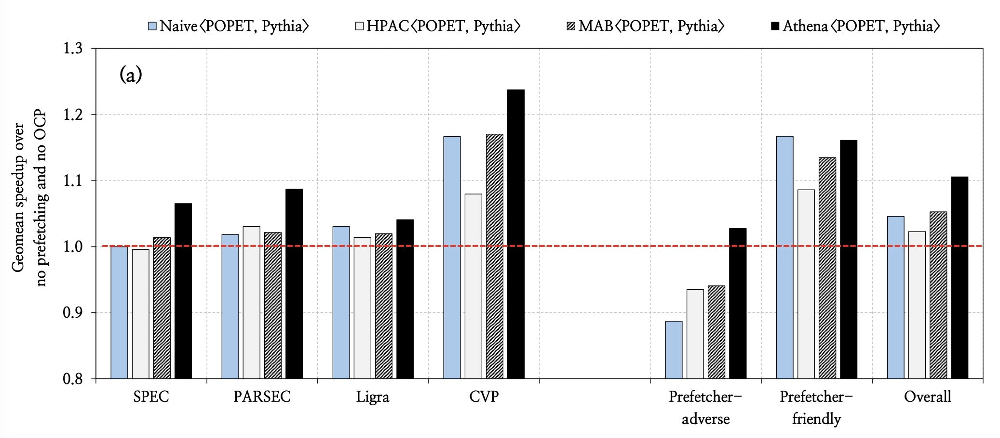 Naive〈POPET, Pythia〉 HPAC〈POPET, Pythia〉 MAB〈POPET, Pythia〉 Athena〈POPET, Pythia〉
(a)
Geomean speedup over
no prefetching and no OCP
1.3
1.2
1.1
1.0
0.9
0.8
SPEC PARSEC Ligra CVP Prefetcher− Prefetcher− Overall
adverse friendly